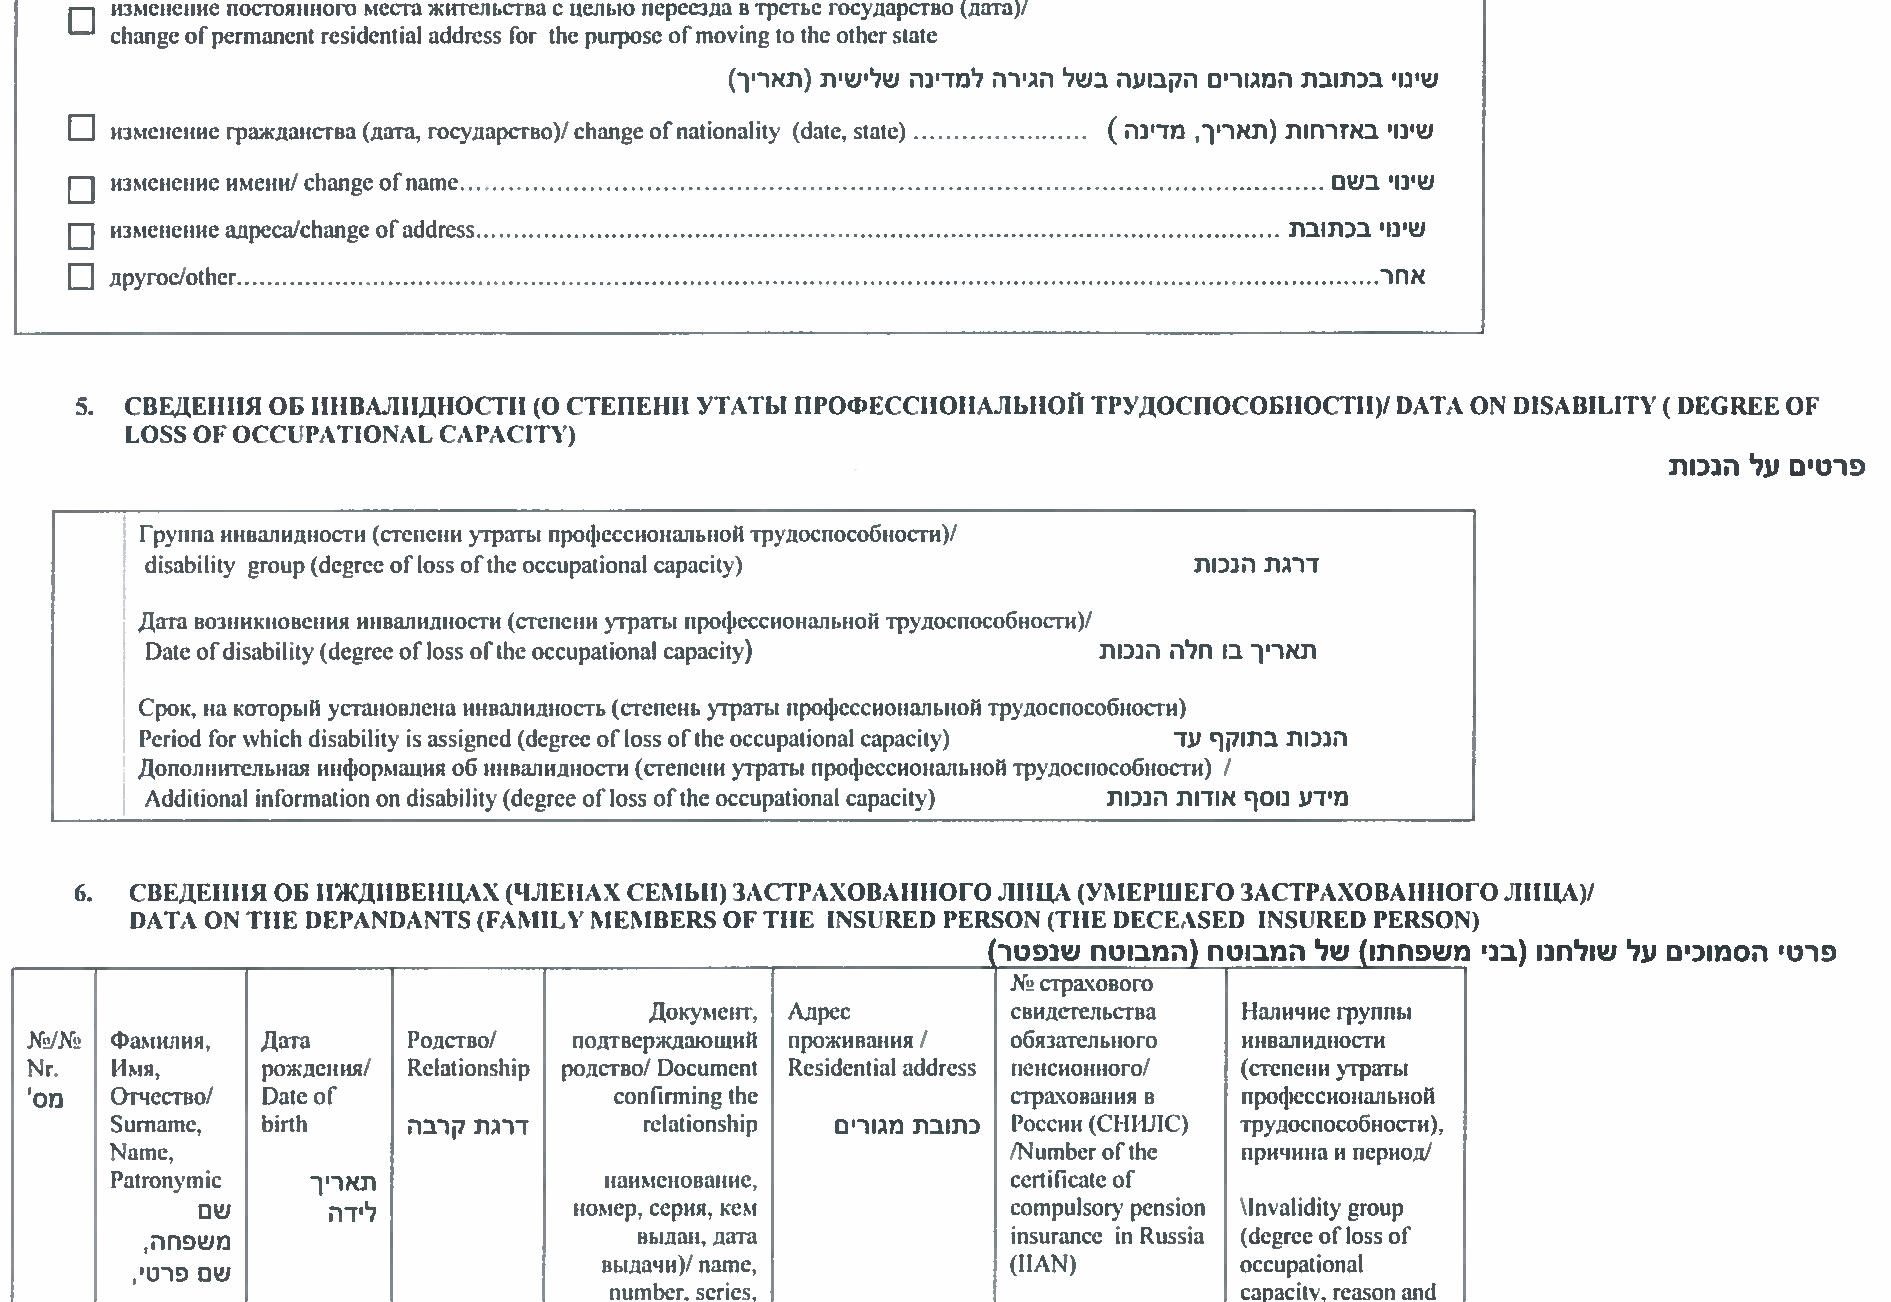 изменение постоянного места жительства с целью переезда в третье государство (дата)/
change of permanent residential address for the purpose of moving to the other state
שינוי בכתובת המגורים הקבועה בשל הגירה למדינה שלישית (תאריך)
изменение гражданства (дата, государство)/ change of nationality (date, state) ...................... שינוי באזרחות (תאריך, מדינה )
изменение имени/ change of name.................................................................................................................. שינוי בשם
изменение адреса/change of address......................................................................................................... שינוי בכתובת
другое/other......................................................................................................................................................אחר
5. СВЕДЕНИЯ ОБ ИНВАЛИДНОСТИ (О СТЕПЕНИ УТАТЫ ПРОФЕССИОНАЛЬНОЙ ТРУДОСПОСОБНОСТИ)/ DATA ON DISABILITY ( DEGREE OF
LOSS OF OCCUPATIONAL CAPACITY)
פרטים על הנכות
Группа инвалидности (степени утраты профессиональной трудоспособности)/
disability group (degree of loss of the occupational capacity) דרגת הנכות
Дата возникновения инвалидности (степени утраты профессиональной трудоспособности)/
Date of disability (degree of loss of the occupational capacity) תאריך בו חלה הנכות
Срок, на который установлена инвалидность (степень утраты профессиональной трудоспособности)
Period for which disability is assigned (degree of loss of the occupational capacity) הנכות בתוקף עד
Дополнительная информация об инвалидности (степени утраты профессиональной трудоспособности) /
Additional information on disability (degree of loss of the occupational capacity) מידע נוסף אודות הנכות
6. СВЕДЕНИЯ ОБ ИЖДИВЕНЦАХ (ЧЛЕНАХ СЕМЬИ) ЗАСТРАХОВАННОГО ЛИЦА (УМЕРШЕГО ЗАСТРАХОВАННОГО ЛИЦА)/
DATA ON THE DEPANDANTS (FAMILY MEMBERS OF THE INSURED PERSON (THE DECEASED INSURED PERSON)
פרטי הסמוכים על שולחנו (בני משפחתו) של המבוטח (המבוטח שנפטר)
№/№
Nr.
מס'
Фамилия,
Имя,
Отчество/
Surname,
Name,
Patronymic
שם
משפחה,
שם פרטי,
Дата
рождения/
Date of
birth
תאריך
לידה
Родство/
Relationship
דרגת קרבה
Документ,
подтверждающий
родство/ Document
confirming the
relationship
наименование,
номер, серия, кем
выдан, дата
выдачи)/ name,
number, series,
Адрес
проживания /
Residential address
כתובת מגורים
№ страхового
свидетельства
обязательного
пенсионного/
страхования в
России (СНИЛС)
/Number of the
certificate of
compulsory pension
insurance in Russia
(IIAN)
Наличие группы
инвалидности
(степени утраты
профессиональной
трудоспособности),
причина и период/
\Invalidity group
(degree of loss of
occupational
capacity, reason and